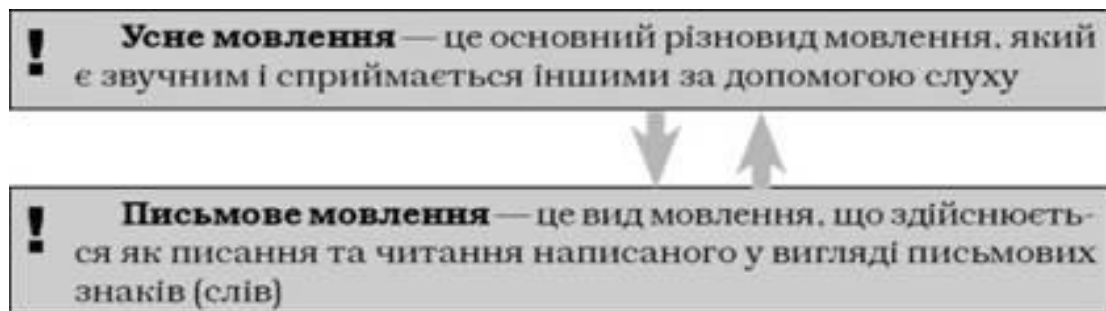 ! Усне мовлення — це основний різновид мовлення, який
є звучним і сприймається іншими за допомогою слуху
! Письмове мовлення — це вид мовлення, що здійснюєть-
ся як писання та читання написаного у вигляді письмових
знаків (слів)